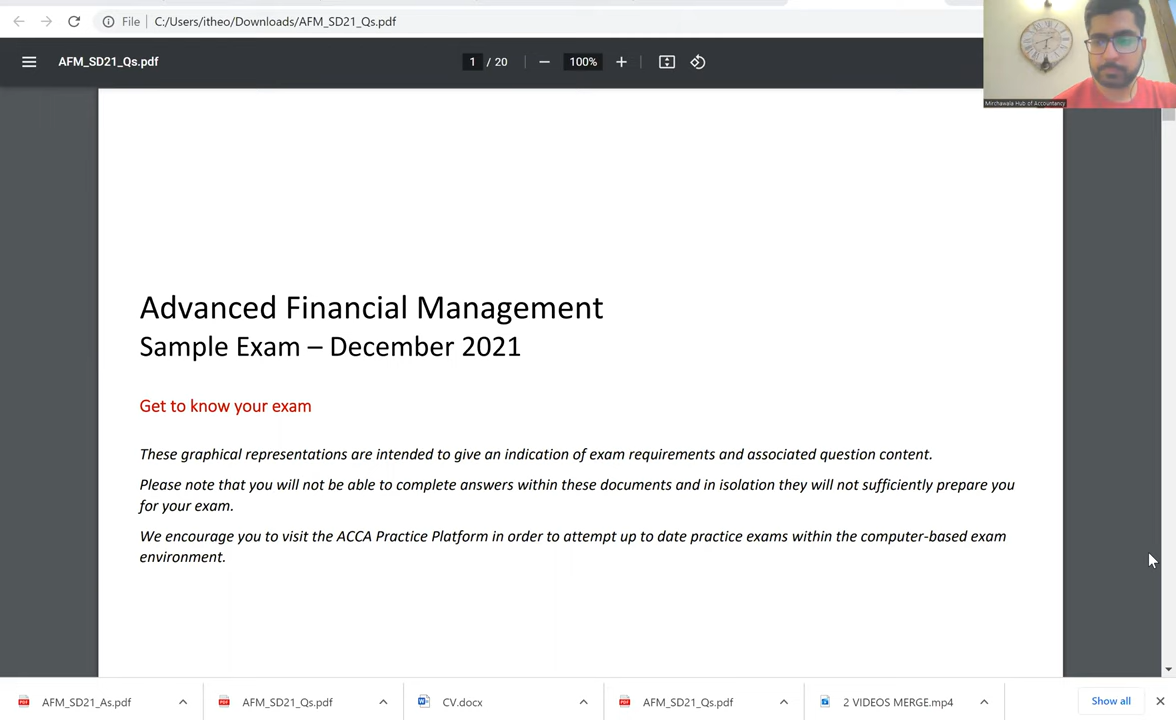 File
C:/Users/itheo/Downloads/AFM_SD21_Qs.pdf
AFM_SD21_Qs.pdf
1 / 20
100%
Mirchawala Hub of Accountancy
Advanced Financial Management
Sample Exam – December 2021
Get to know your exam
These graphical representations are intended to give an indication of exam requirements and associated question content.
Please note that you will not be able to complete answers within these documents and in isolation they will not sufficiently prepare you
for your exam.
We encourage you to visit the ACCA Practice Platform in order to attempt up to date practice exams within the computer-based exam
environment.
AFM_SD21_As.pdf
AFM_SD21_Qs.pdf
CV.docx
AFM_SD21_Qs.pdf
2 VIDEOS MERGE.mp4
Show all